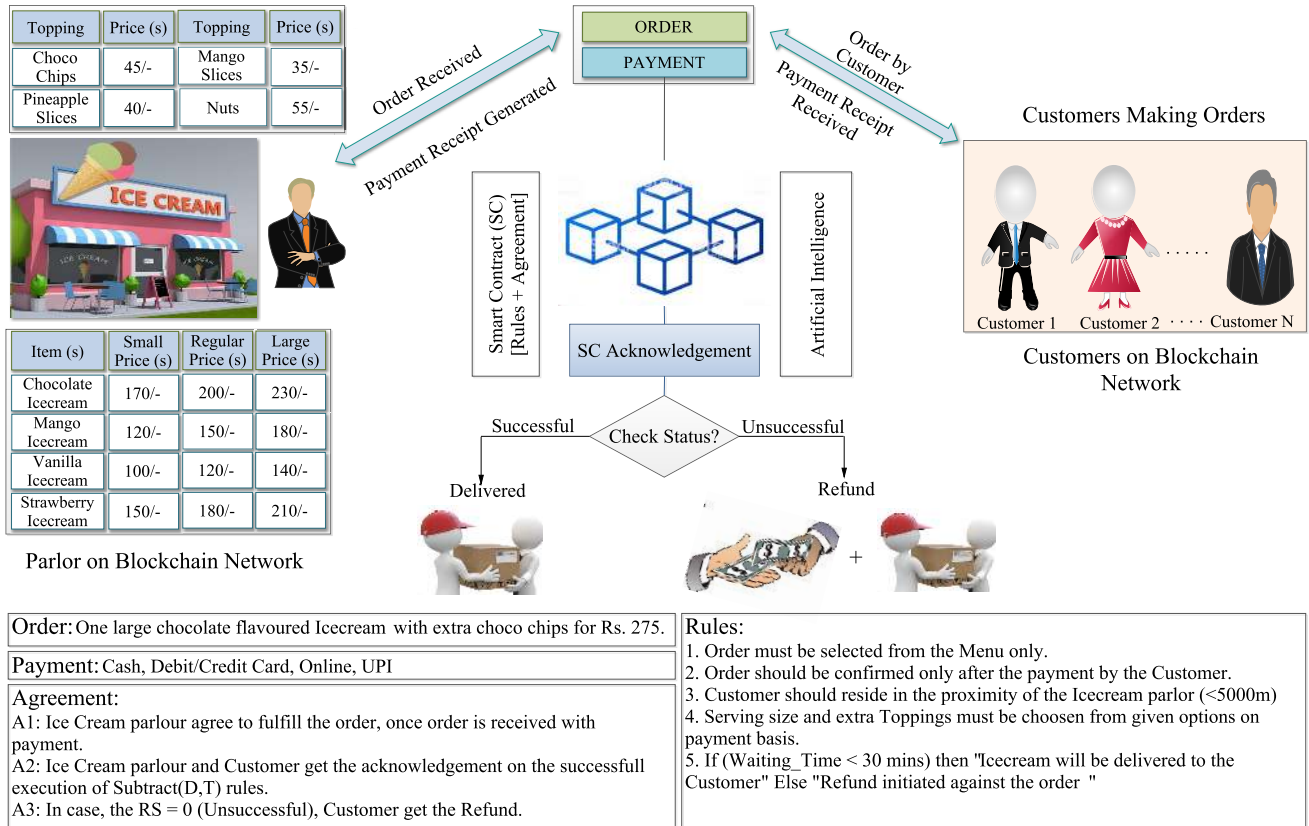 Topping Price (s) Topping Price (s)
Choco
Chips
45/-
Mango
Slices
35/-
Pineapple
Slices
40/-
Nuts
55/-
ORDER
PAYMENT
Order Received
Payment Receipt Generated
Order by
Customer
Payment Receipt
Received
Customers Making Orders
ICE CREAM
ICE CREAM
Smart Contract (SC)
[Rules + Agreement]
Artificial Intelligence
SC Acknowledgement
Customer 1
Customer 2
Customer N
Customers on Blockchain
Network
Item (s)
Small
Price (s)
Regular
Price (s)
Large
Price (s)
Chocolate
Icecream
170/- 200/- 230/-
Mango
Icecream
120/- 150/- 180/-
Vanilla
Icecream
100/- 120/- 140/-
Strawberry
Icecream
150/- 180/- 210/-
Parlor on Blockchain Network
Check Status?
Successful
Unsuccessful
Delivered
Refund
+
Order: One large chocolate flavoured Icecream with extra choco chips for Rs. 275.
Payment: Cash, Debit/Credit Card, Online, UPI
Agreement:
A1: Ice Cream parlour agree to fulfill the order, once order is received with
payment.
A2: Ice Cream parlour and Customer get the acknowledgement on the successfull
execution of Subtract(D,T) rules.
A3: In case, the RS = 0 (Unsuccessful), Customer get the Refund.
Rules:
1. Order must be selected from the Menu only.
2. Order should be confirmed only after the payment by the Customer.
3. Customer should reside in the proximity of the Icecream parlor (<5000m)
4. Serving size and extra Toppings must be choosen from given options on
payment basis.
5. If (Waiting_Time < 30 mins) then "Icecream will be delivered to the
Customer" Else "Refund initiated against the order "